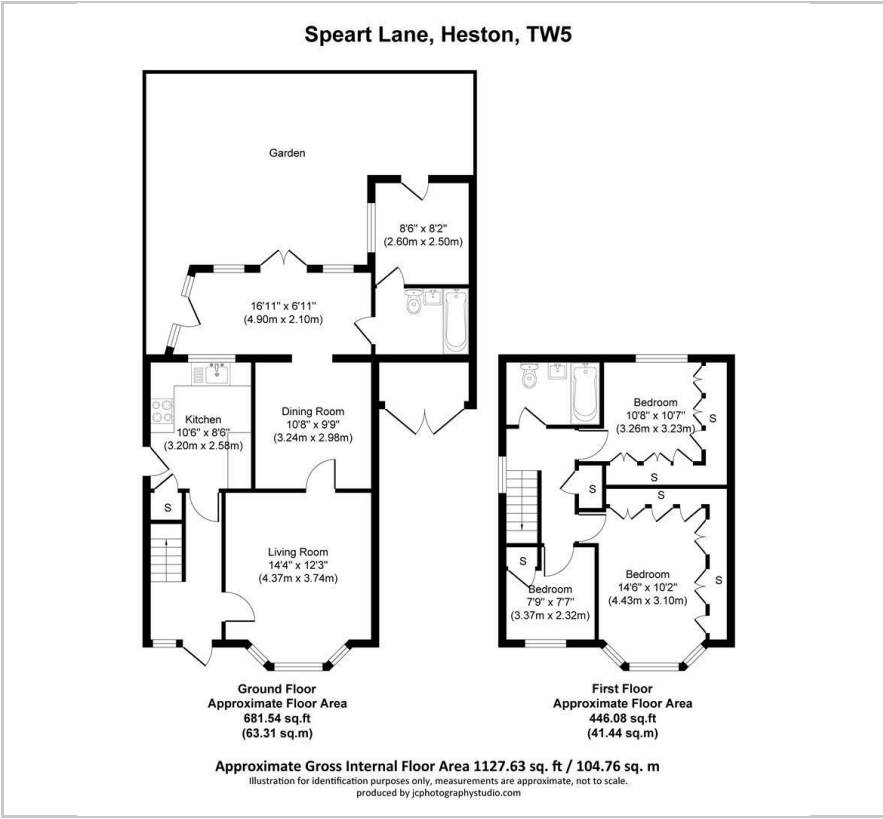 Speart Lane, Heston, TW5
Garden
8'6" x 8'2"
(2.60m x 2.50m)
16'11" x 6'11"
(4.90m x 2.10m)
Kitchen
10'6" x 8'6"
(3.20m x 2.58m)
Dining Room
10'8" x 9'9"
(3.24m x 2.98m)
S
Living Room
14'4" x 12'3"
(4.37m x 3.74m)
Bedroom
10'8" x 10'7"
(3.26m x 3.23m)
S
S
S
S
Bedroom
14'6" x 10'2"
(4.43m x 3.10m)
S
S
Bedroom
7'9" x 7'7"
(3.37m x 2.32m)
Ground Floor
Approximate Floor Area
681.54 sq.ft
(63.31 sq.m)
First Floor
Approximate Floor Area
446.08 sq.ft
(41.44 sq.m)
Approximate Gross Internal Floor Area 1127.63 sq. ft / 104.76 sq. m
Illustration for identification purposes only, measurements are approximate, not to scale.
produced by jcphotographystudio.com